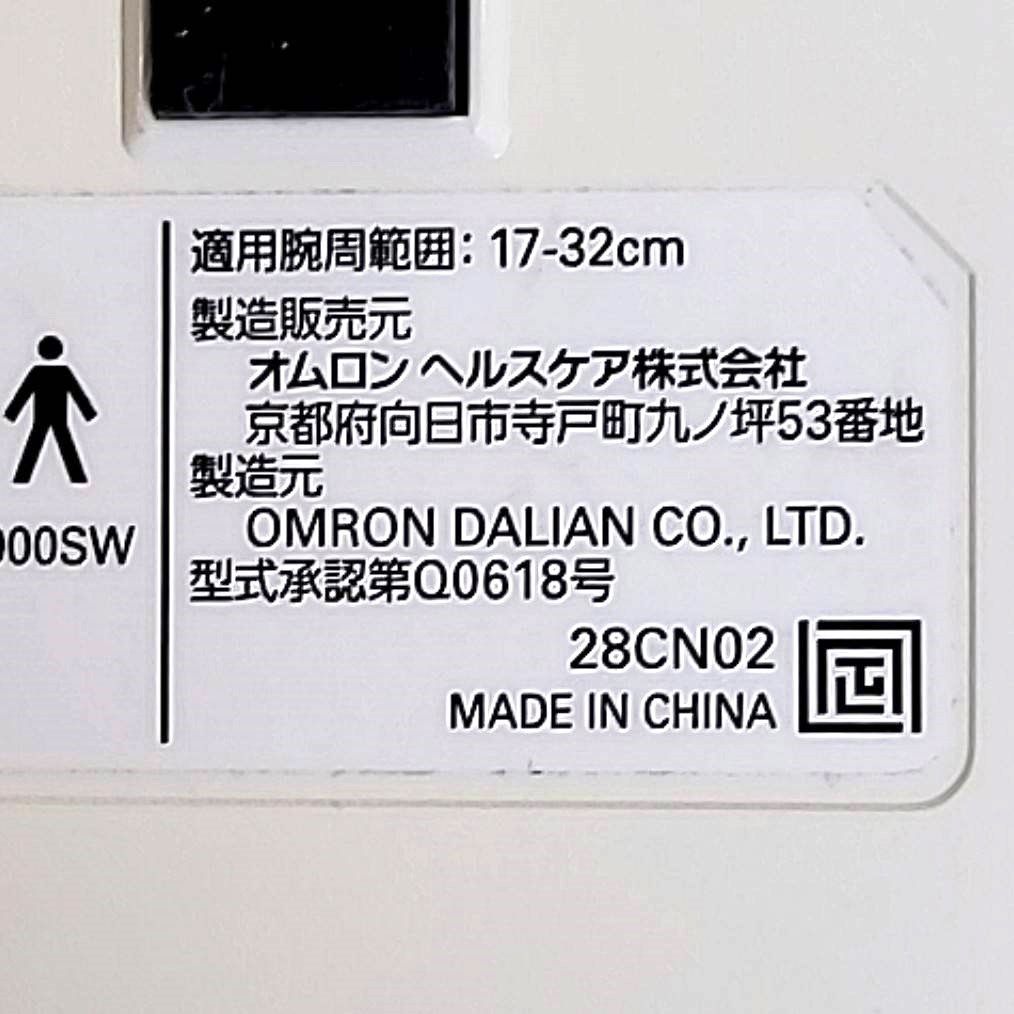 適用腕周範囲：17-32cm
製造販売元
オムロン ヘルスケア株式会社
京都府向日市寺戸町九ノ坪53番地
製造元
OMRON DALIAN CO., LTD.
型式承認第Q0618号
28CN02
MADE IN CHINA
000SW